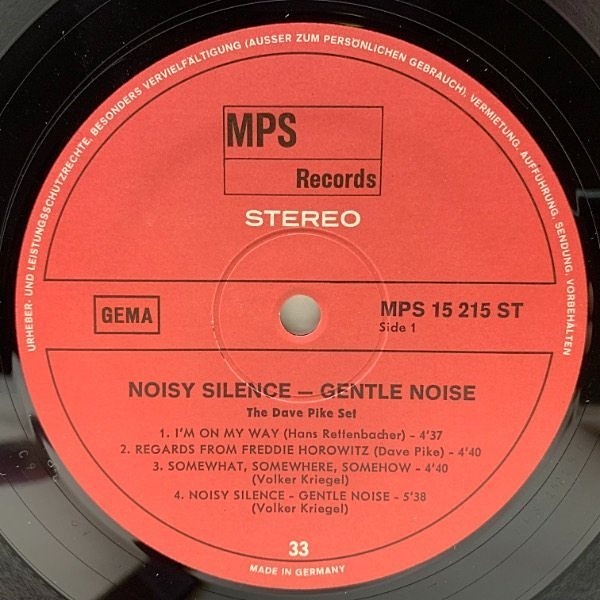 URHEBER- UND LEISTUNGSSCHUTZRECHTE, BESONDERS VERVIELFÄLTIGUNG (AUSSER ZUM PERSÖNLICHEN GEBRAUCH), VERMIETUNG, AUFFÜHRUNG, SENDUNG, VORBEHALTEN
MPS
Records
STEREO
GEMA
MPS 15 215 ST
Side 1
NOISY SILENCE — GENTLE NOISE
The Dave Pike Set
1. I'M ON MY WAY (Hans Rettenbacher) - 4'37
2. REGARDS FROM FREDDIE HOROWITZ (Dave Pike) - 4'40
3. SOMEWHAT, SOMEWHERE, SOMEHOW - 4'40
(Volker Kriegel)
4. NOISY SILENCE - GENTLE NOISE - 5'38
(Volker Kriegel)
33
MADE IN GERMANY